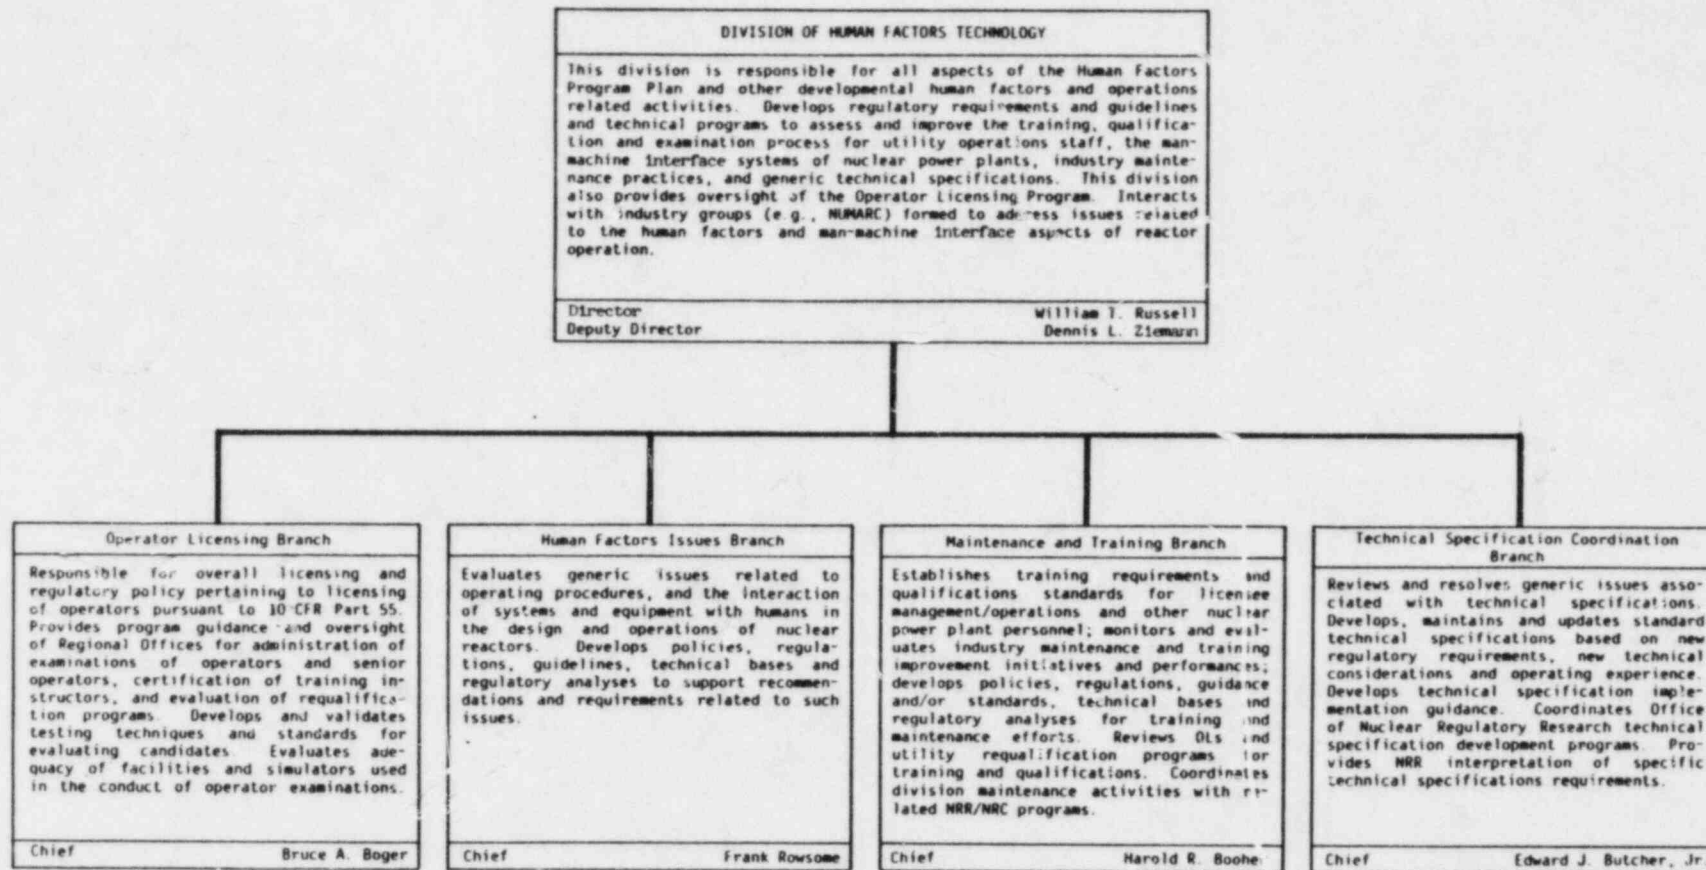 DIVISION OF HUMAN FACTORS TECHNOLOGY
This division is responsible for all aspects of the Human Factors
Program Plan and other developmental human factors and operations
related activities. Develops regulatory requirements and guidelines
and technical programs to assess and improve the training, qualifica-
tion and examination process for utility operations staff, the man-
machine interface systems of nuclear power plants, industry mainte-
nance practices, and generic technical specifications. This division
also provides oversight of the Operator Licensing Program. Interacts
with industry groups (e.g., NUMARC) formed to address issues related
to the human factors and man-machine interface aspects of reactor
operation.
Director William T. Russell
Deputy Director Dennis L. Ziemann
Operator Licensing Branch
Responsible for overall licensing and
regulatory policy pertaining to licensing
of operators pursuant to 10 CFR Part 55.
Provides program guidance and oversight
of Regional Offices for administration of
examinations of operators and senior
operators, certification of training in-
structors, and evaluation of requalifica-
tion programs. Develops and validates
testing techniques and standards for
evaluating candidates. Evaluates ade-
quacy of facilities and simulators used
in the conduct of operator examinations.
Chief Bruce A. Boger
Human Factors Issues Branch
Evaluates generic issues related to
operating procedures, and the interaction
of systems and equipment with humans in
the design and operations of nuclear
reactors. Develops policies, regula-
tions, guidelines, technical bases and
regulatory analyses to support recommen-
dations and requirements related to such
issues.
Chief Frank Rowsome
Maintenance and Training Branch
Establishes training requirements and
qualifications standards for licensee
management/operations and other nuclear
power plant personnel; monitors and eval-
uates industry maintenance and training
improvement initiatives and performances;
develops policies, regulations, guidance
and/or standards, technical bases and
regulatory analyses for training and
maintenance efforts. Reviews OLs and
utility requalification programs for
training and qualifications. Coordinates
division maintenance activities with re-
lated NRR/NRC programs.
Chief Harold R. Boohe
Technical Specification Coordination
Branch
Reviews and resolves generic issues asso-
ciated with technical specifications.
Develops, maintains and updates standard
technical specifications based on new
regulatory requirements, new technical
considerations and operating experience.
Develops technical specification imple-
mentation guidance. Coordinates Office
of Nuclear Regulatory Research technical
specification development programs. Pro-
vides NRR interpretation of specific
technical specifications requirements.
Chief Edward J. Butcher, Jr